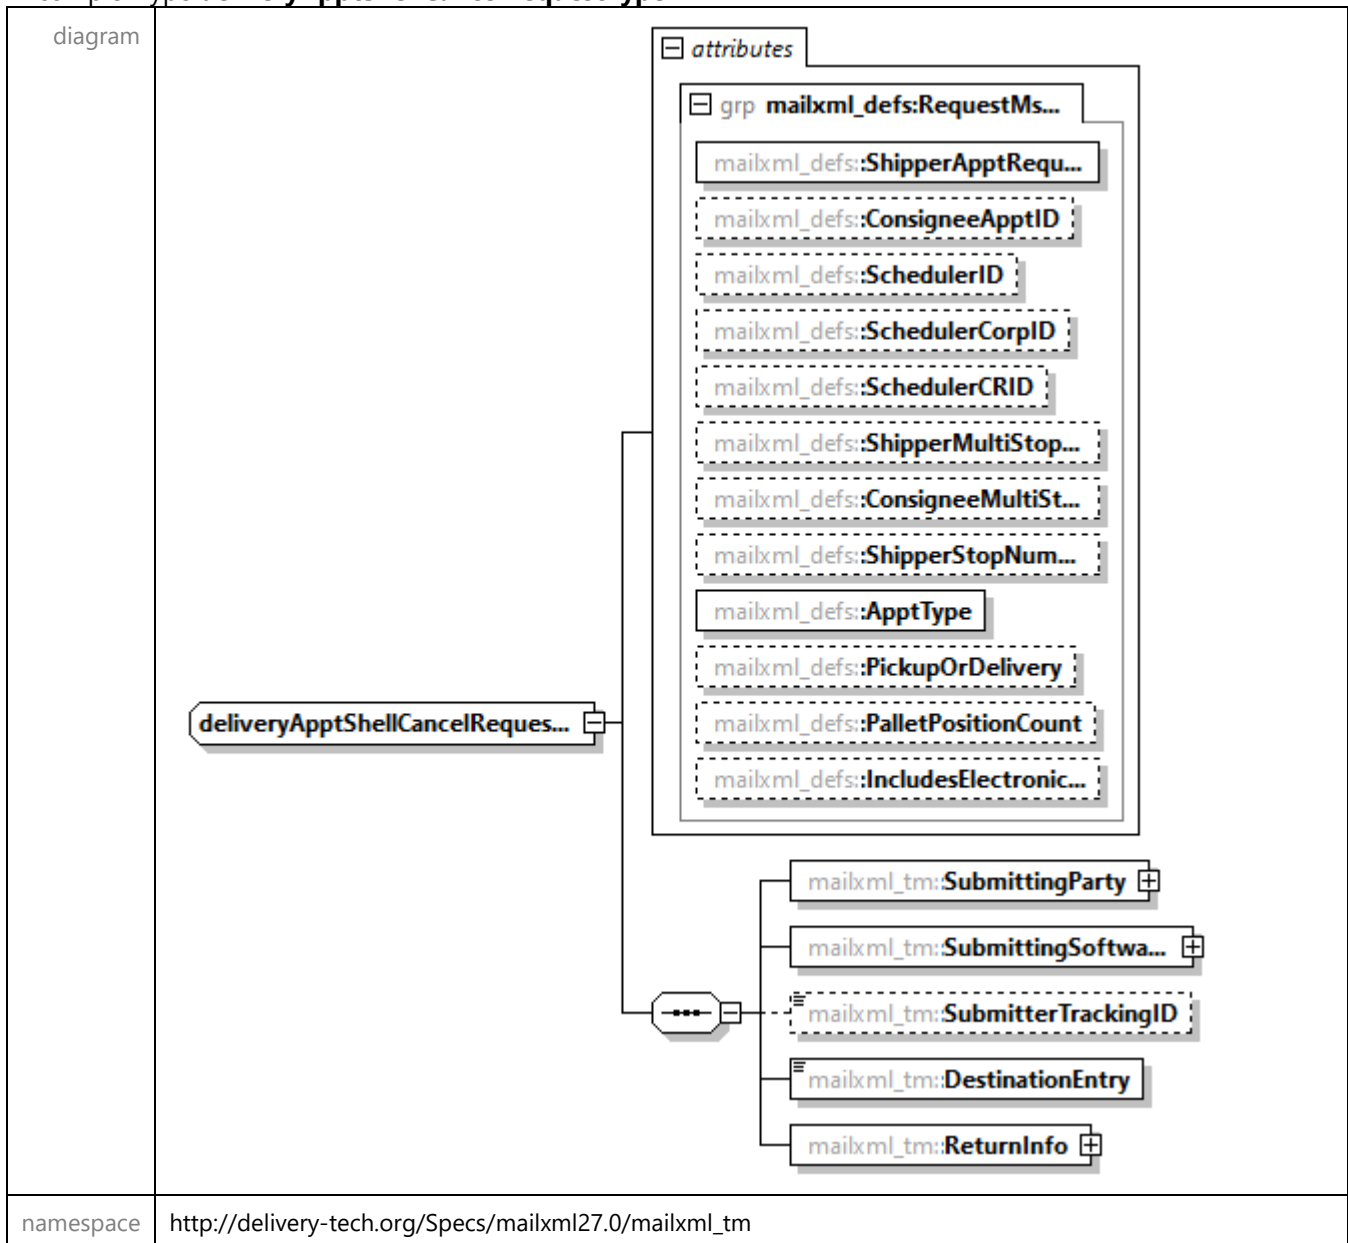 diagram
attributes
grp mailxml_defs:RequestMs...
mailxml_defs::ShipperApptRequ...
mailxml_defs::ConsigneeApptID
mailxml_defs::SchedulerID
mailxml_defs::SchedulerCorpID
mailxml_defs::SchedulerCRID
mailxml_defs::ShipperMultiStop...
mailxml_defs::ConsigneeMultiSt...
mailxml_defs::ShipperStopNum...
mailxml_defs::ApptType
mailxml_defs::PickupOrDelivery
mailxml_defs::PalletPositionCount
mailxml_defs::IncludesElectronic...
deliveryApptShellCancelReques...
mailxml_tm::SubmittingParty
mailxml_tm::SubmittingSoftwa...
mailxml_tm::SubmitterTrackingID
mailxml_tm::DestinationEntry
mailxml_tm::ReturnInfo
namespace http://delivery-tech.org/Specs/mailxml27.0/mailxml_tm